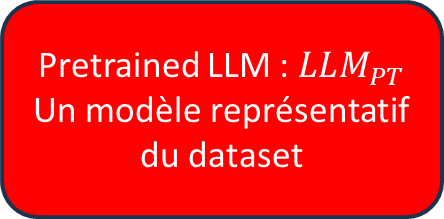 Pretrained LLM : LLM_PT
Un modèle représentatif
du dataset